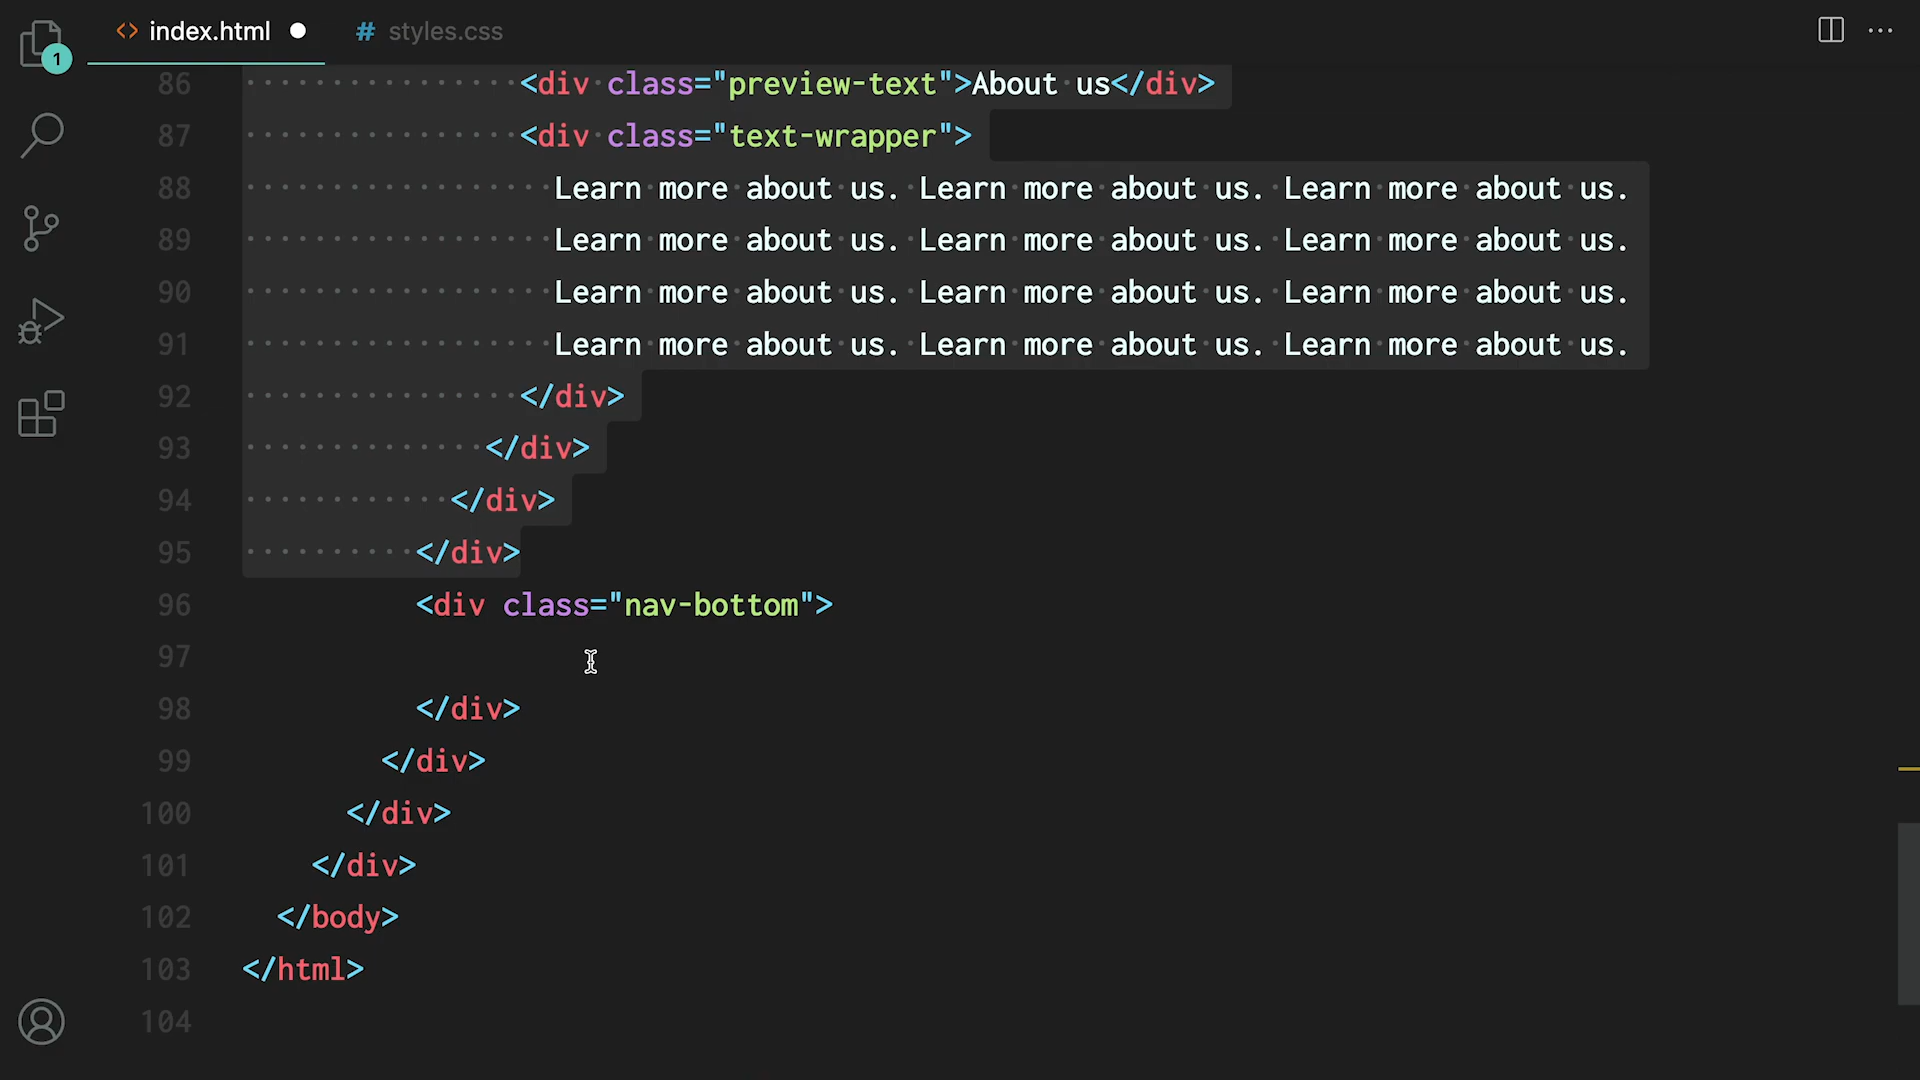 index.html
# styles.css
1
86 <div class="preview-text">About us</div>
87 <div class="text-wrapper">
88 Learn more about us. Learn more about us. Learn more about us.
89 Learn more about us. Learn more about us. Learn more about us.
90 Learn more about us. Learn more about us. Learn more about us.
91 Learn more about us. Learn more about us. Learn more about us.
92 </div>
93 </div>
94 </div>
95 </div>
96 <div class="nav-bottom">
97
98 </div>
99 </div>
100 </div>
101 </div>
102 </body>
103 </html>
104